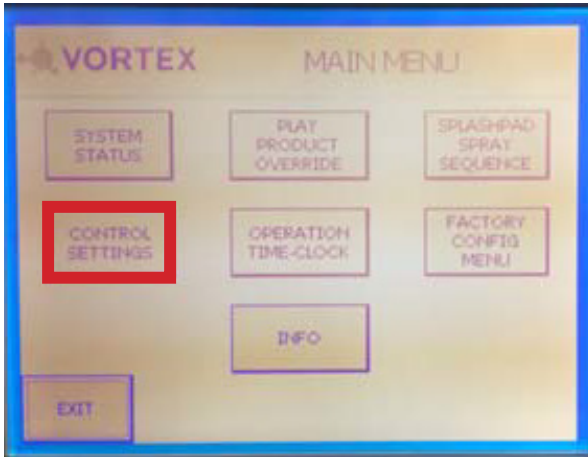 VORTEX
MAIN MENU
SYSTEM
STATUS
PLAY
PRODUCT
OVERRIDE
SPLASHPAD
SPRAY
SEQUENCE
CONTROL
SETTINGS
OPERATION
TIME-CLOCK
FACTORY
CONFIG
MENU
INFO
EXIT